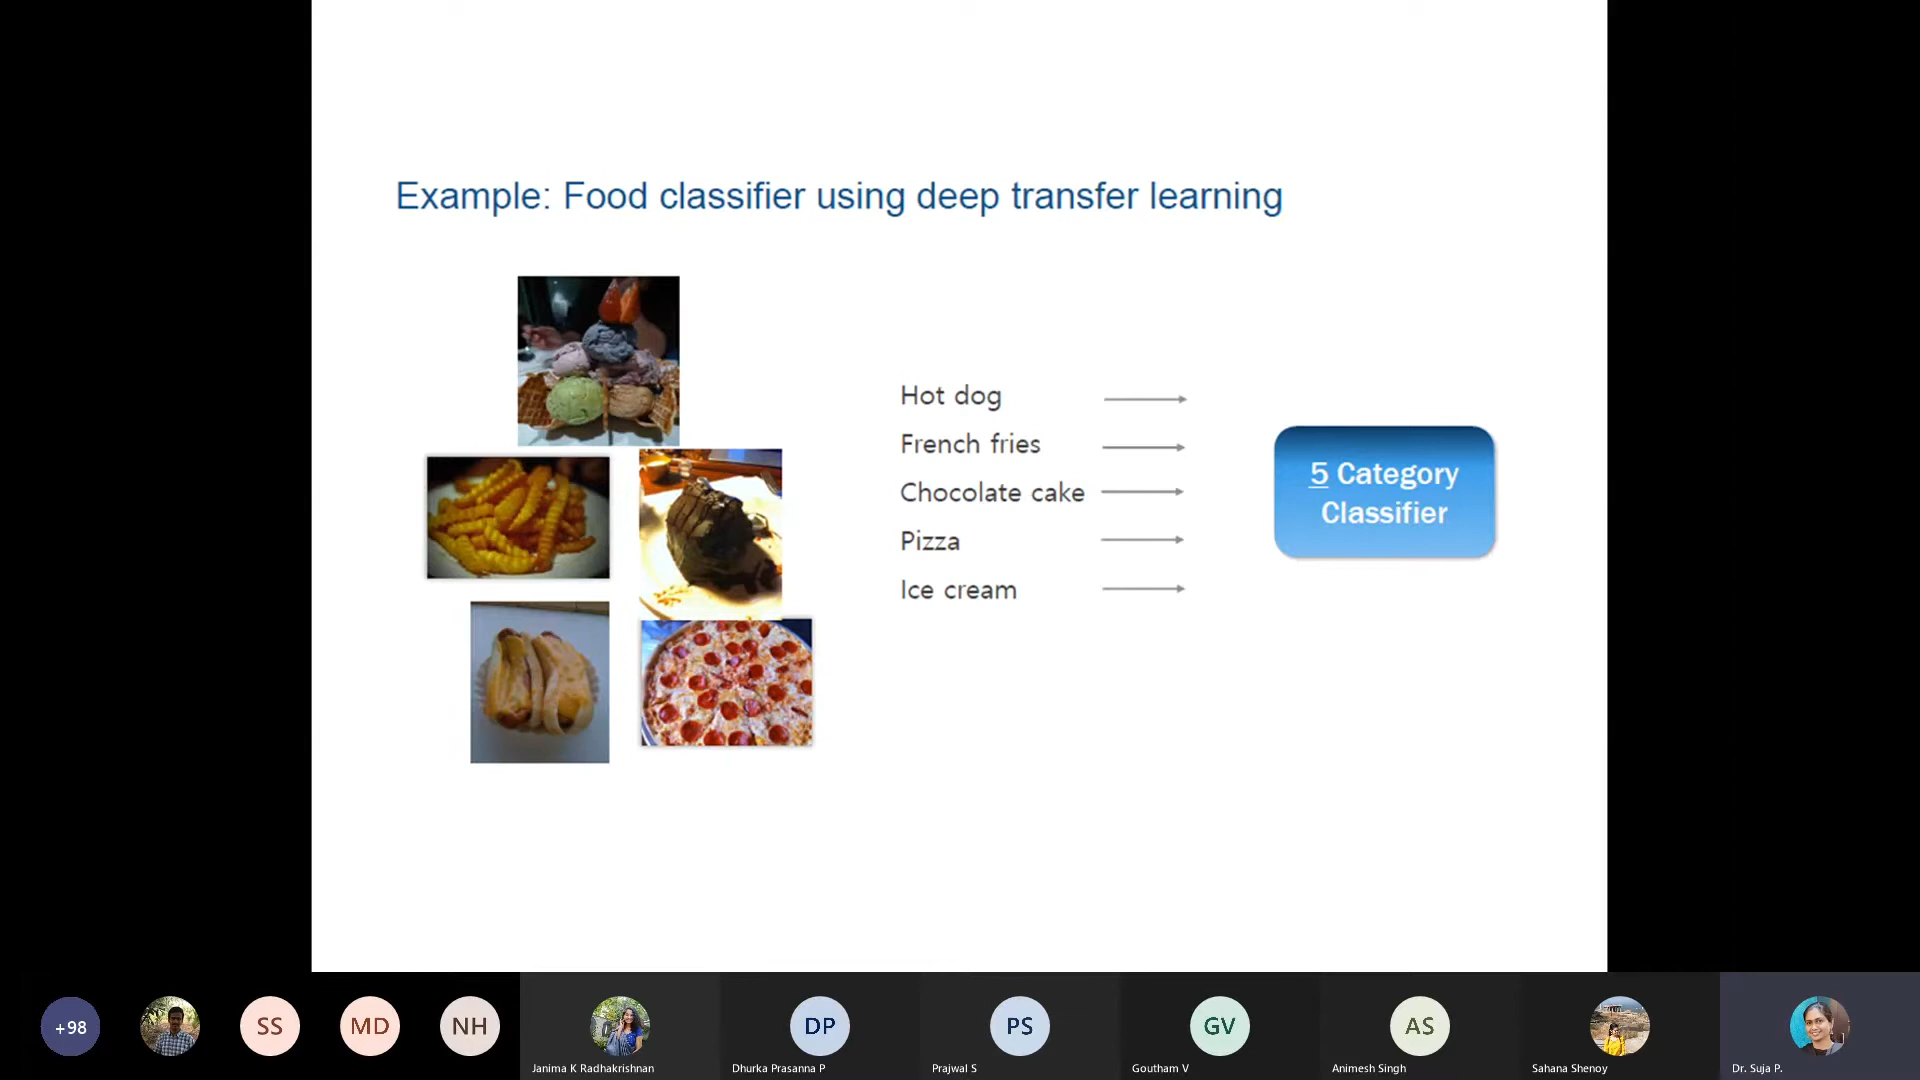 Example: Food classifier using deep transfer learning
Hot dog
French fries
Chocolate cake
Pizza
Ice cream
5 Category
Classifier
+98
SS
MD
NH
DP
PS
GV
AS
Janima K Radhakrishnan
Dhurka Prasanna P
Prajwal S
Goutham V
Animesh Singh
Sahana Shenoy
Dr. Suja P.